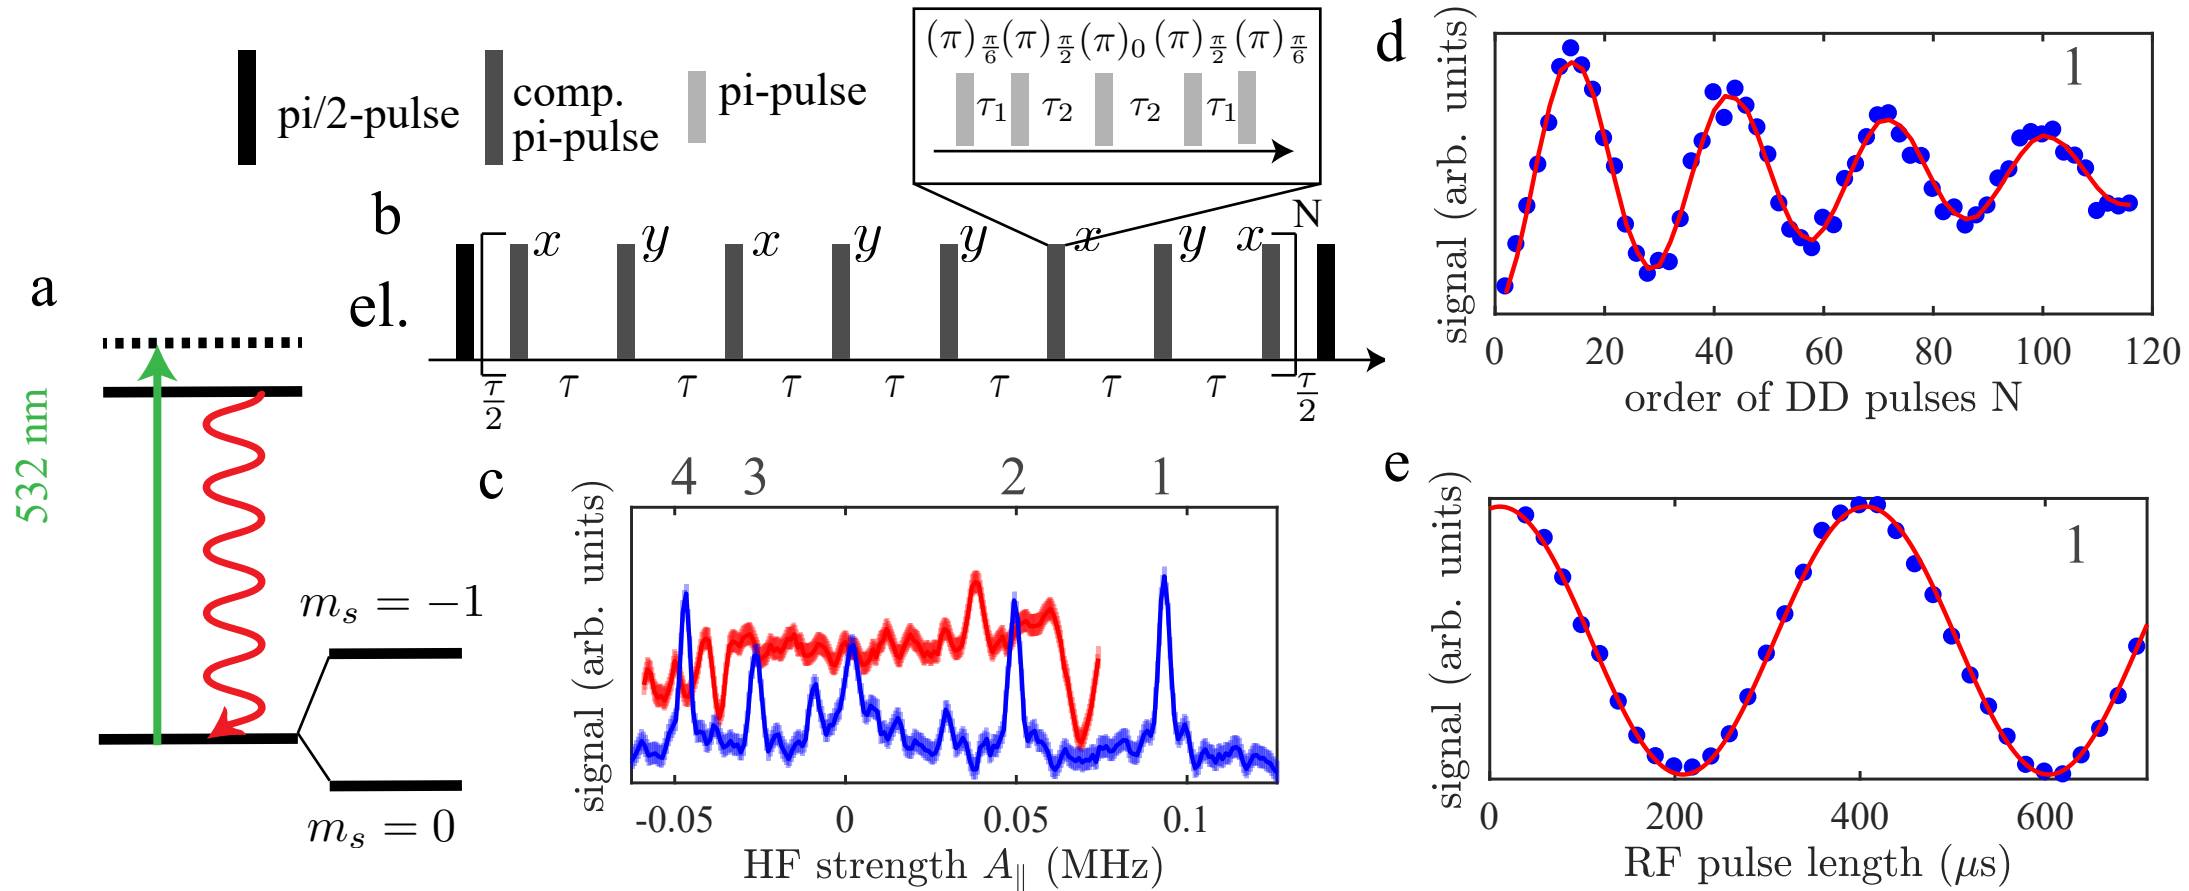 pi/2-pulse
comp.
pi-pulse
pi-pulse
(π)π/6 (π)π/2 (π)0 (π)π/2 (π)π/6
τ1 τ2 τ2 τ1
a
532 nm
ms = −1
ms = 0
b
el.
x y x y y x y x N
τ/2 τ τ τ τ τ τ τ τ/2
c
4 3 2 1
signal (arb. units)
-0.05 0 0.05 0.1
HF strength A∥ (MHz)
d
1
signal (arb. units)
0 20 40 60 80 100 120
order of DD pulses N
e
1
signal (arb. units)
0 200 400 600
RF pulse length (μs)